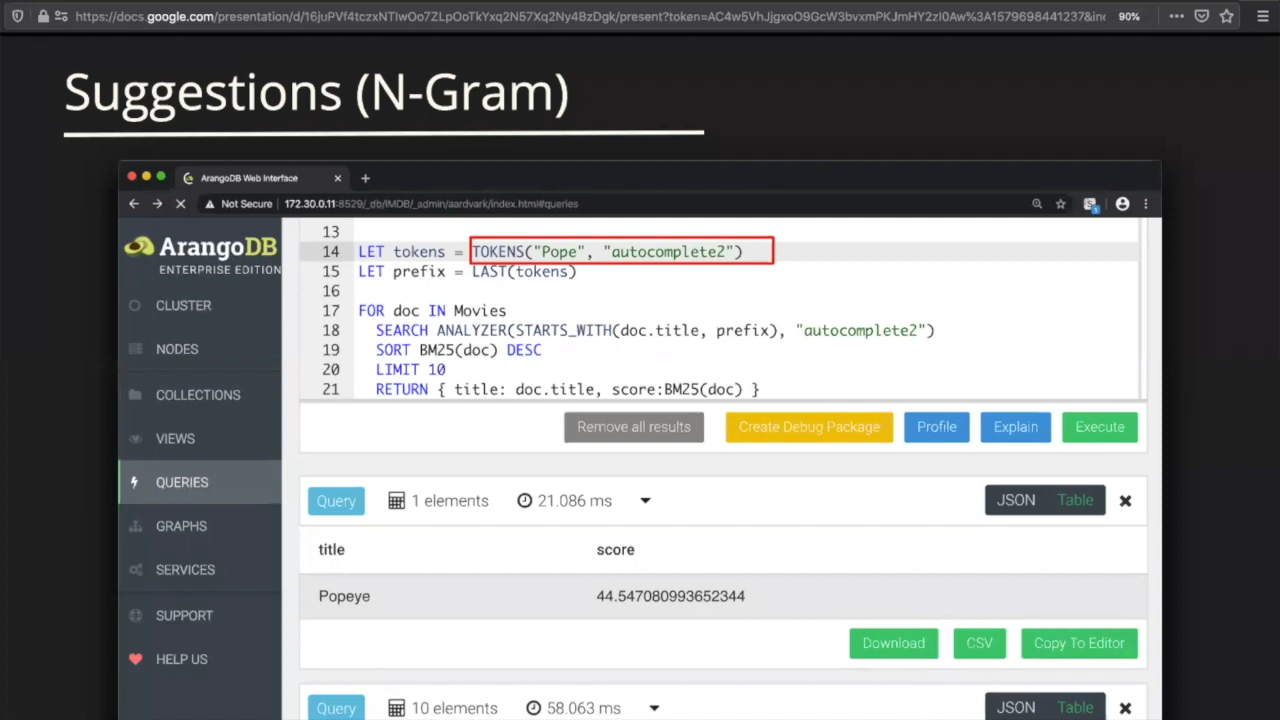 https://docs.google.com/presentation/d/16juPVf4tczxNTIwOo7ZLpOoTkYxq2N57Xq2Ny4BzDgk/present?token=AC4w5VhJjgxoO9GcW3bvxmPKJmHY2zI0Aw%3A1579698441237&in 90%
Suggestions (N-Gram)
ArangoDB Web Interface
Not Secure 172.30.0.11:8529/_db/IMDB/_admin/aardvark/index.html#queries
ArangoDB
ENTERPRISE EDITION
CLUSTER
NODES
COLLECTIONS
VIEWS
QUERIES
GRAPHS
SERVICES
SUPPORT
HELP US
13
14 LET tokens = TOKENS("Pope", "autocomplete2")
15 LET prefix = LAST(tokens)
16
17 FOR doc IN Movies
18 SEARCH ANALYZER(STARTS_WITH(doc.title, prefix), "autocomplete2")
19 SORT BM25(doc) DESC
20 LIMIT 10
21 RETURN { title: doc.title, score:BM25(doc) }
Remove all results Create Debug Package Profile Explain Execute
Query 1 elements 21.086 ms JSON Table
title score
Popeye 44.547080993652344
Download CSV Copy To Editor
Query 10 elements 58.063 ms JSON Table